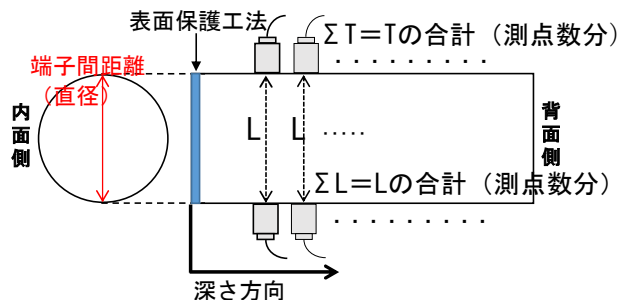 表面保護工法
ΣT=Tの合計（測点数分）
・・・・・・・・・
端子間距離
（直径）
内面側
L
L
・・・・・
背面側
ΣL=Lの合計（測点数分）
・・・・・・・・・
深さ方向